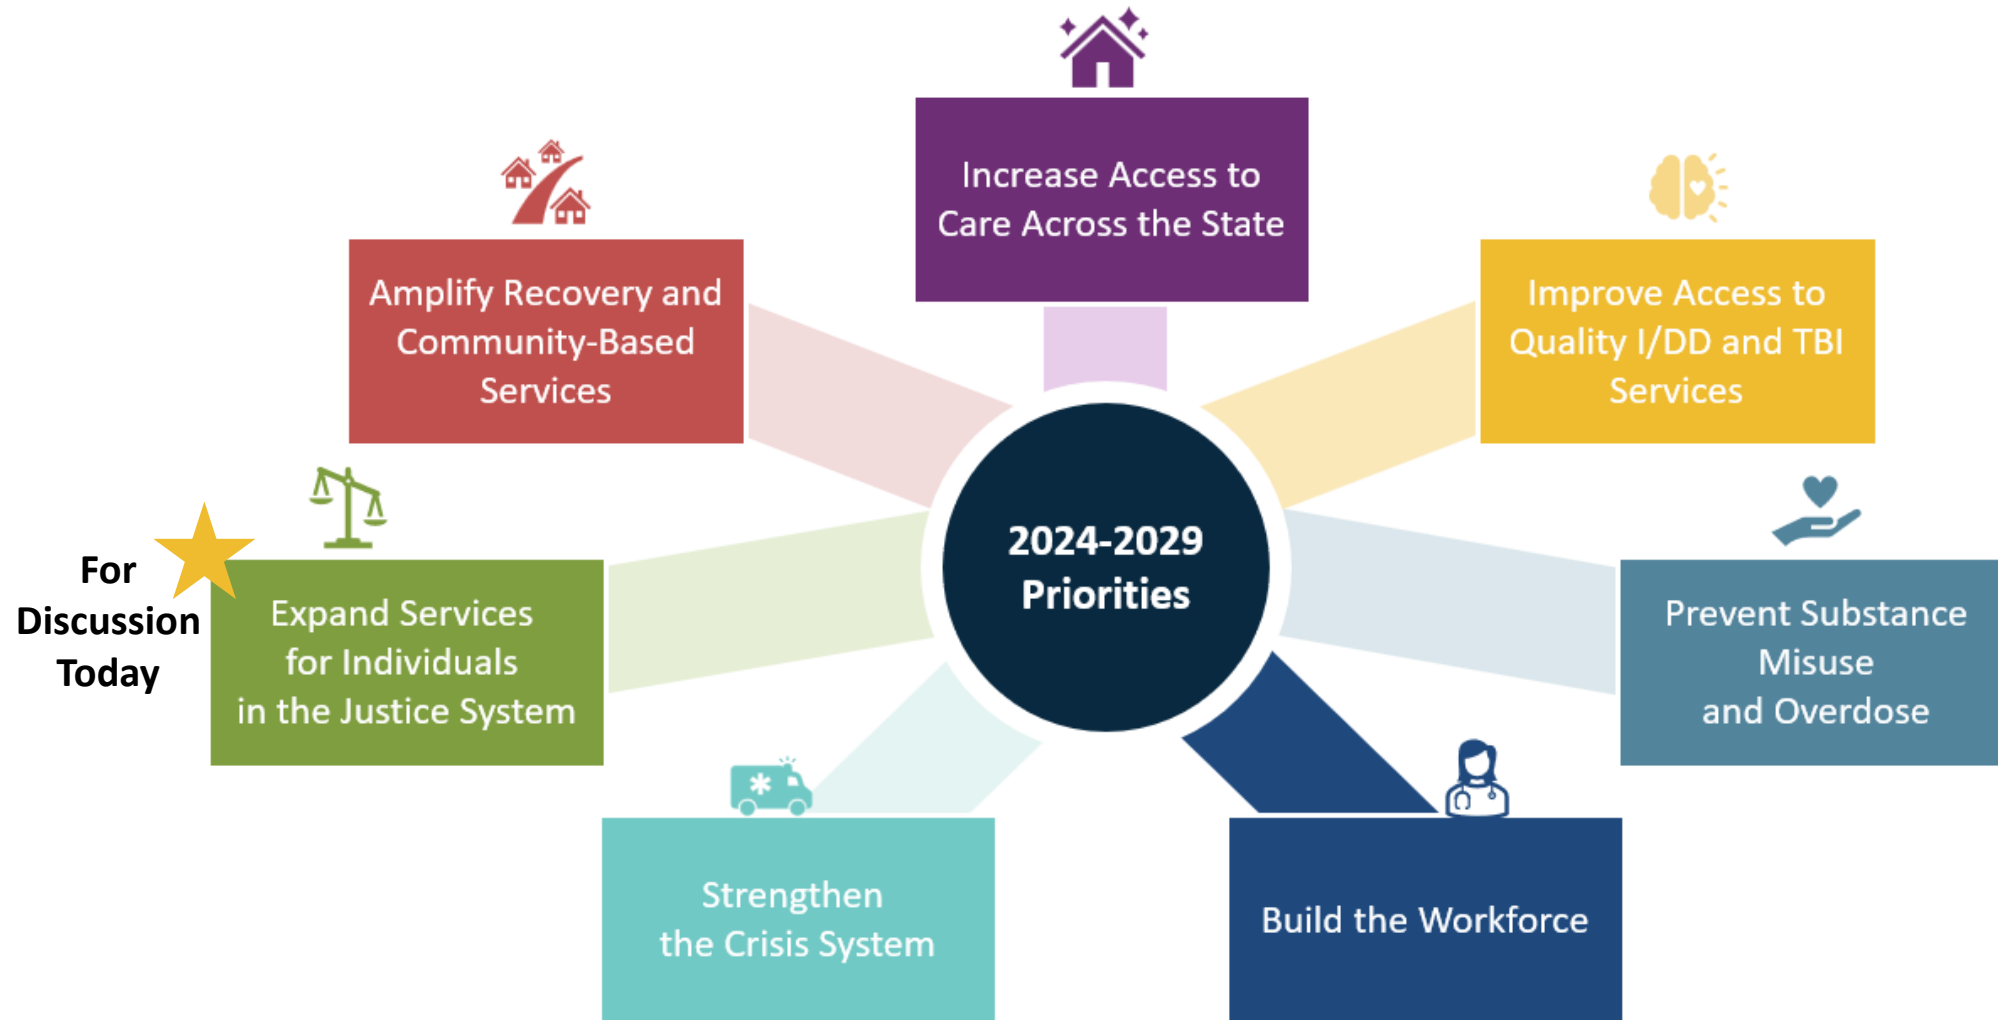 Increase Access to
Care Across the State
Amplify Recovery and
Community-Based
Services
Improve Access to
Quality I/DD and TBI
Services
For
Discussion
Today
Expand Services
for Individuals
in the Justice System
2024-2029
Priorities
Prevent Substance
Misuse
and Overdose
Strengthen
the Crisis System
Build the Workforce